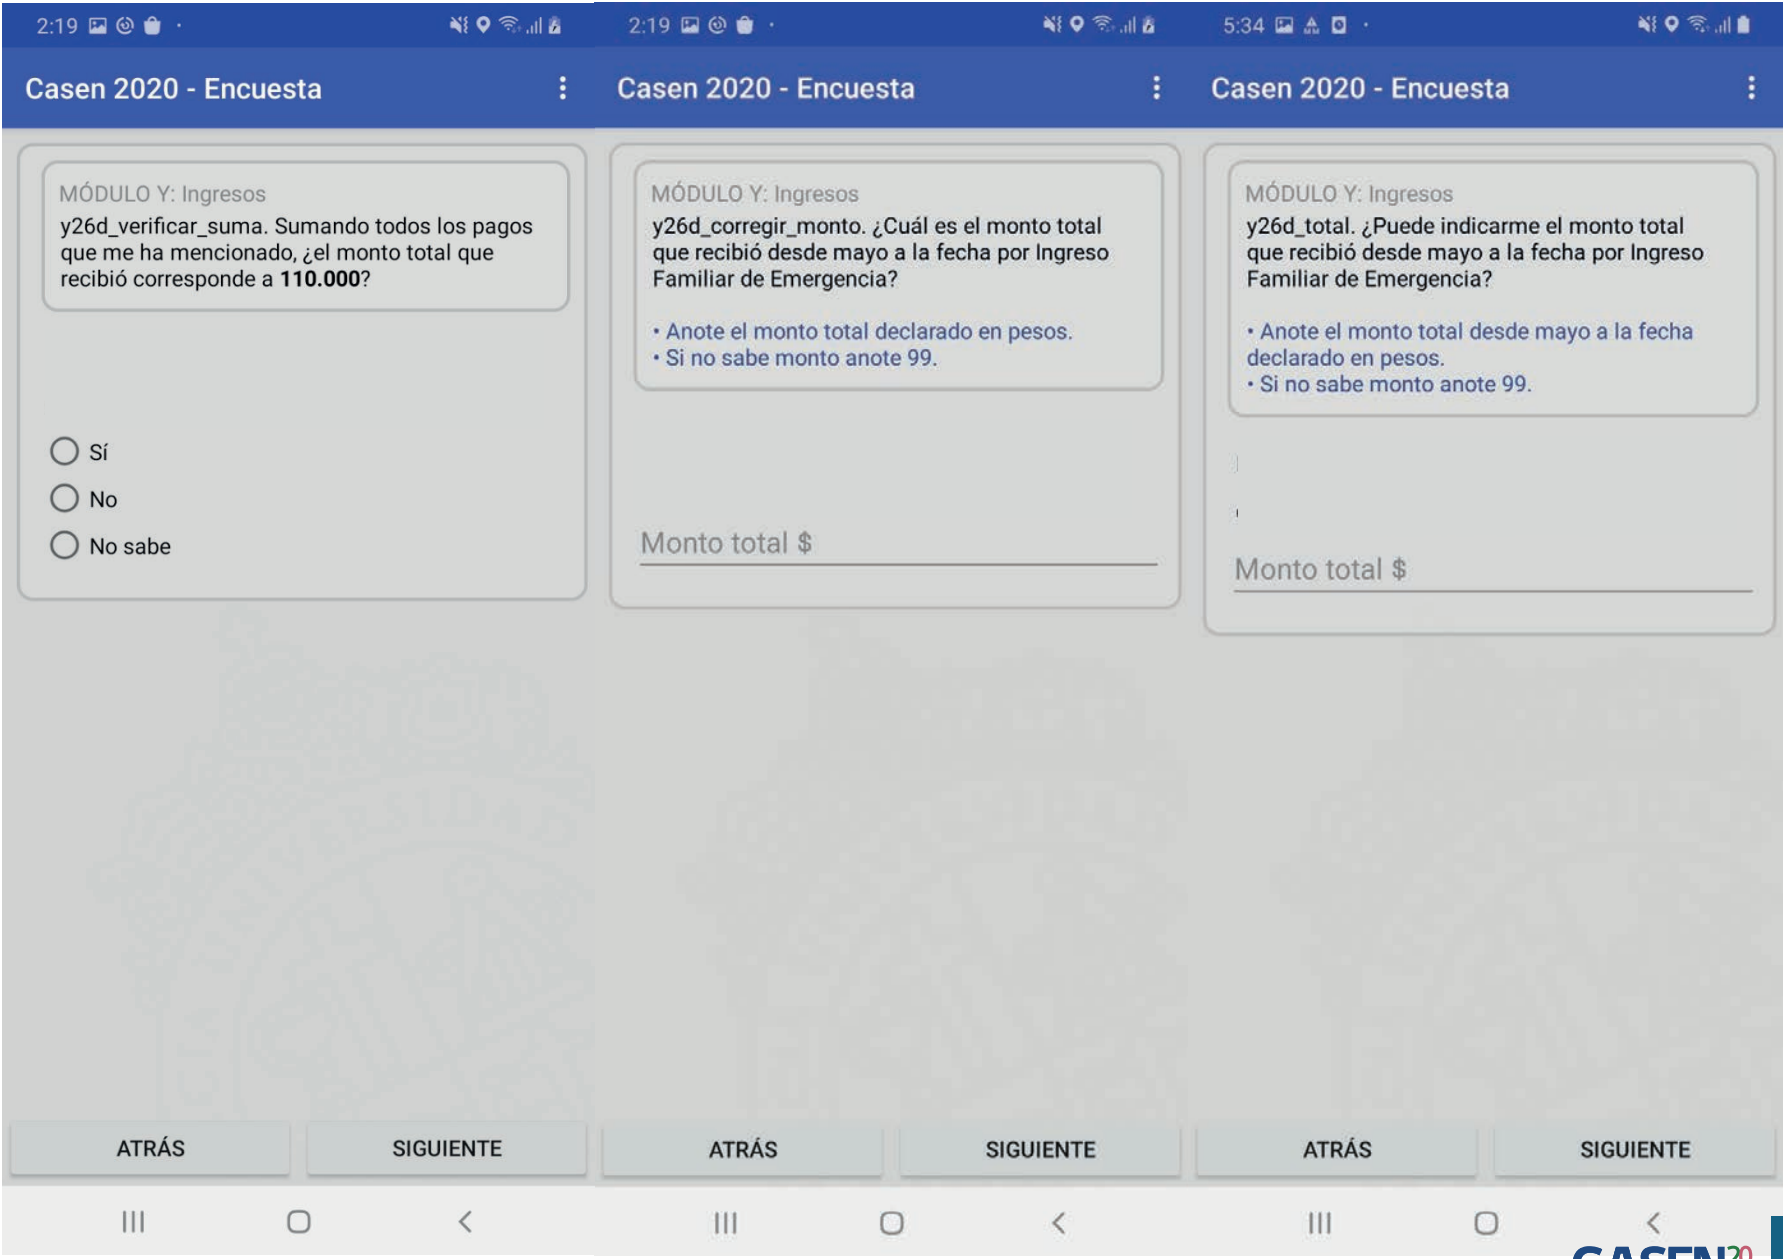 2:19
Casen 2020 - Encuesta
MÓDULO Y: Ingresos
y26d_verificar_suma. Sumando todos los pagos
que me ha mencionado, ¿el monto total que
recibió corresponde a 110.000?
Sí
No
No sabe
ATRÁS
SIGUIENTE
2:19
Casen 2020 - Encuesta
MÓDULO Y: Ingresos
y26d_corregir_monto. ¿Cuál es el monto total
que recibió desde mayo a la fecha por Ingreso
Familiar de Emergencia?
• Anote el monto total declarado en pesos.
• Si no sabe monto anote 99.
Monto total $
ATRÁS
SIGUIENTE
5:34
Casen 2020 - Encuesta
MÓDULO Y: Ingresos
y26d_total. ¿Puede indicarme el monto total
que recibió desde mayo a la fecha por Ingreso
Familiar de Emergencia?
• Anote el monto total desde mayo a la fecha
declarado en pesos.
• Si no sabe monto anote 99.
Monto total $
ATRÁS
SIGUIENTE
CASEN20